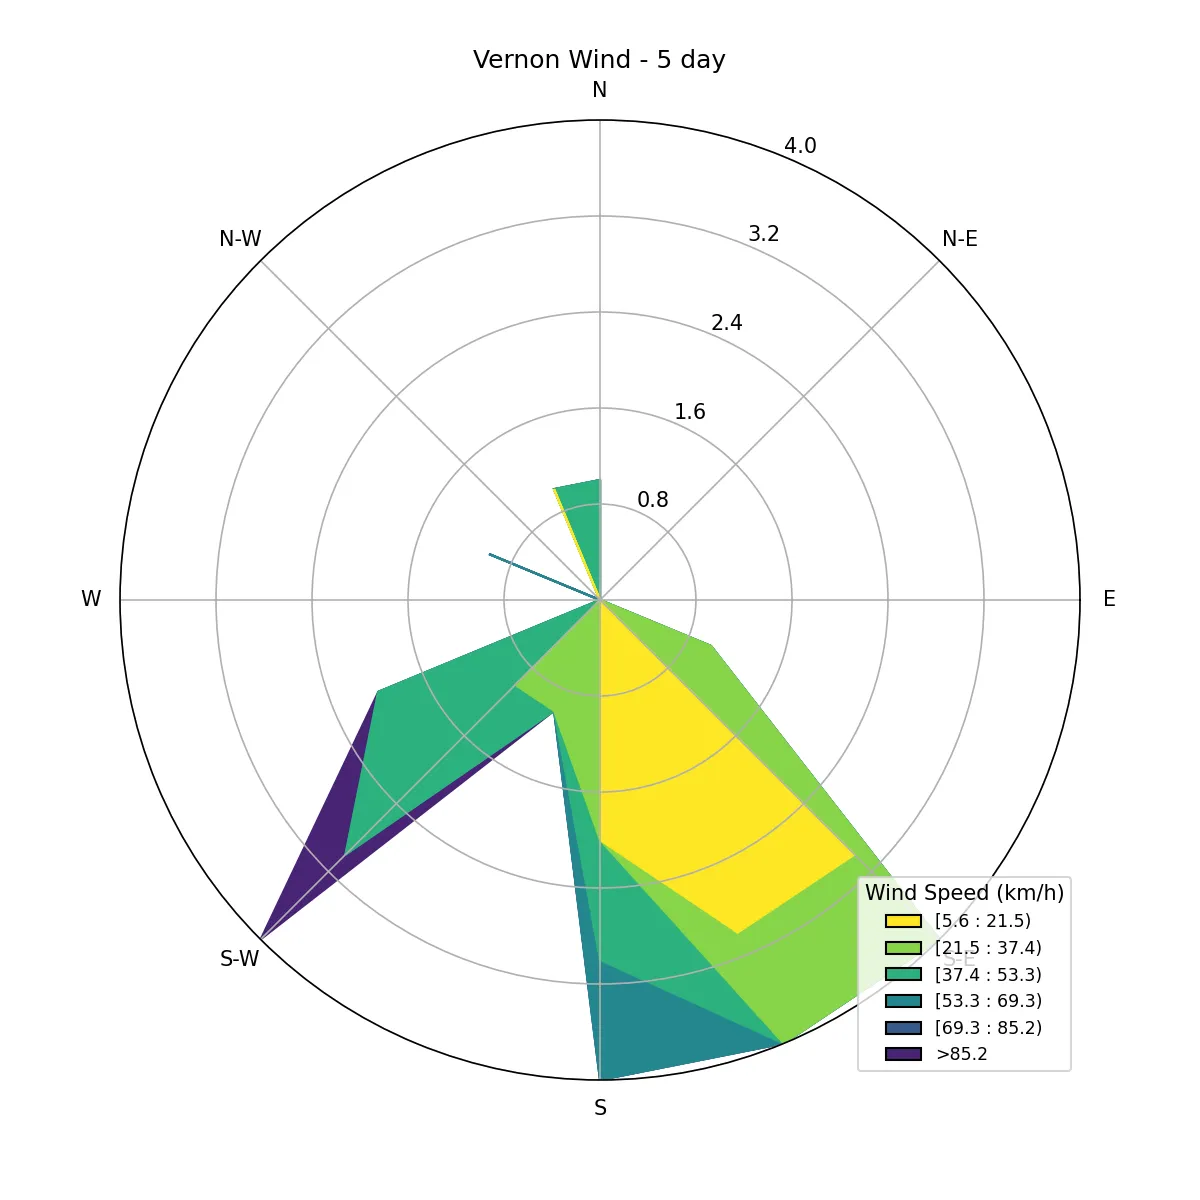 Vernon Wind - 5 day
N
4.0
N-W
3.2
N-E
2.4
1.6
0.8
W
E
Wind Speed (km/h)
[5.6 : 21.5)
[21.5 : 37.4)
S-W
S-E
[37.4 : 53.3)
[53.3 : 69.3)
[69.3 : 85.2)
>85.2
S